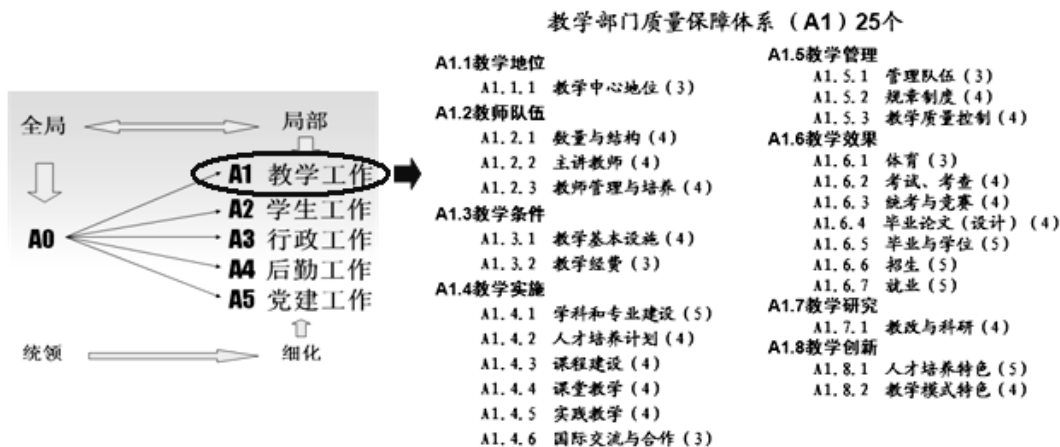 教学部门质量保障体系（A1）25个
全局
局部
A0
A1 教学工作
A2 学生工作
A3 行政工作
A4 后勤工作
A5 党建工作
统领
细化
A1.1教学地位
A1.1.1 教学中心地位（3）
A1.2教师队伍
A1.2.1 数量与结构（4）
A1.2.2 主讲教师（4）
A1.2.3 教师管理与培养（4）
A1.3教学条件
A1.3.1 教学基本设施（4）
A1.3.2 教学经费（3）
A1.4教学实施
A1.4.1 学科和专业建设（5）
A1.4.2 人才培养计划（4）
A1.4.3 课程建设（4）
A1.4.4 课堂教学（4）
A1.4.5 实践教学（4）
A1.4.6 国际交流与合作（3）
A1.5教学管理
A1.5.1 管理队伍（3）
A1.5.2 规章制度（4）
A1.5.3 教学质量控制（4）
A1.6教学效果
A1.6.1 体育（3）
A1.6.2 考试、考查（4）
A1.6.3 统考与竞赛（4）
A1.6.4 毕业论文（设计）（4）
A1.6.5 毕业与学位（5）
A1.6.6 招生（5）
A1.6.7 就业（5）
A1.7教学研究
A1.7.1 教改与科研（4）
A1.8教学创新
A1.8.1 人才培养特色（5）
A1.8.2 教学模式特色（4）